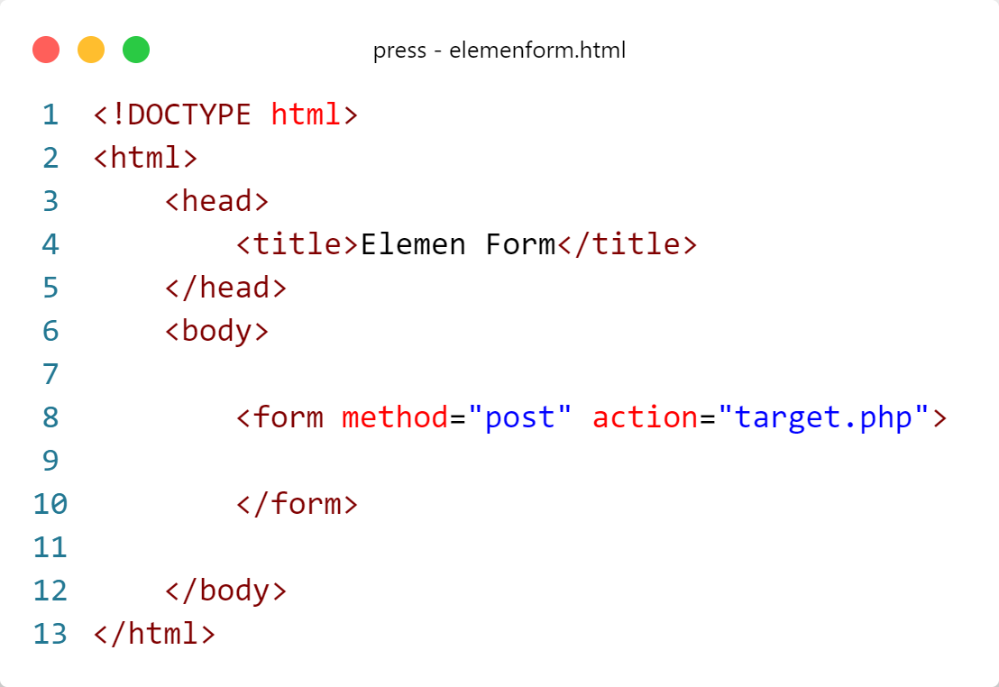 press - elemenform.html
1 <!DOCTYPE html>
2 <html>
3     <head>
4         <title>Elemen Form</title>
5     </head>
6     <body>
7
8         <form method="post" action="target.php">
9
10         </form>
11
12     </body>
13 </html>